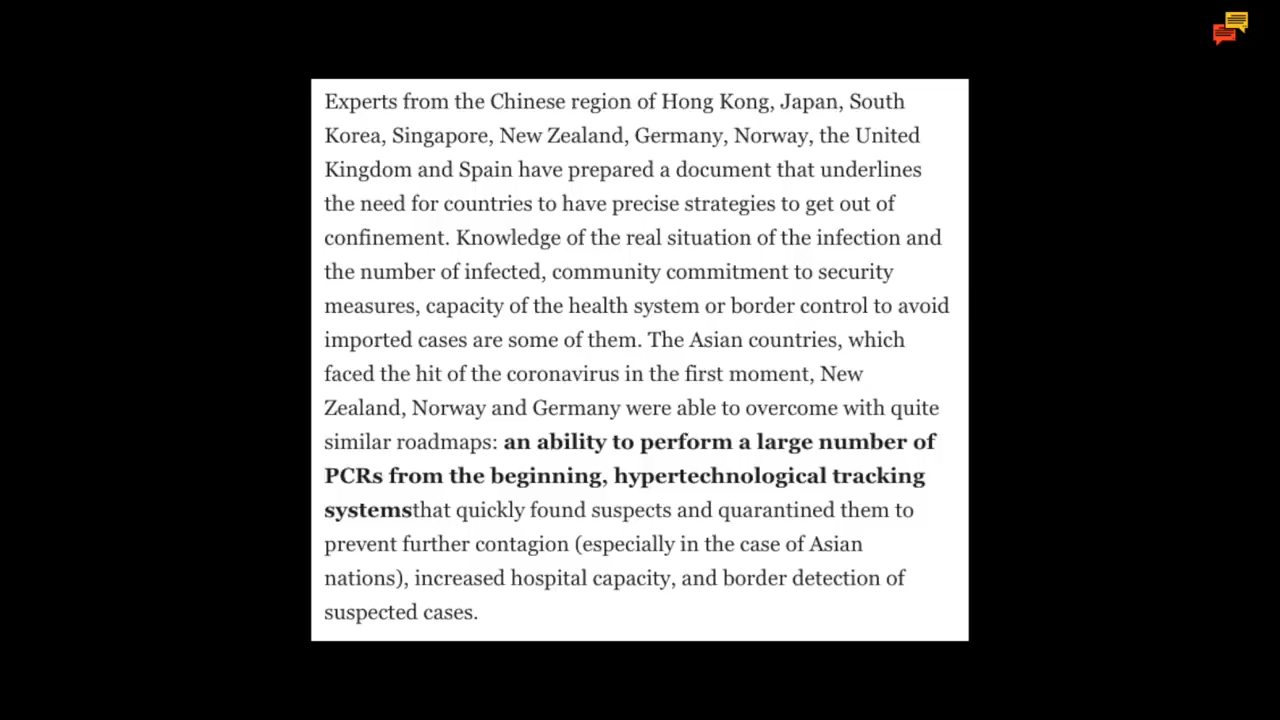 Experts from the Chinese region of Hong Kong, Japan, South
Korea, Singapore, New Zealand, Germany, Norway, the United
Kingdom and Spain have prepared a document that underlines
the need for countries to have precise strategies to get out of
confinement. Knowledge of the real situation of the infection and
the number of infected, community commitment to security
measures, capacity of the health system or border control to avoid
imported cases are some of them. The Asian countries, which
faced the hit of the coronavirus in the first moment, New
Zealand, Norway and Germany were able to overcome with quite
similar roadmaps: an ability to perform a large number of
PCRs from the beginning, hypertechnological tracking
systemsthat quickly found suspects and quarantined them to
prevent further contagion (especially in the case of Asian
nations), increased hospital capacity, and border detection of
suspected cases.